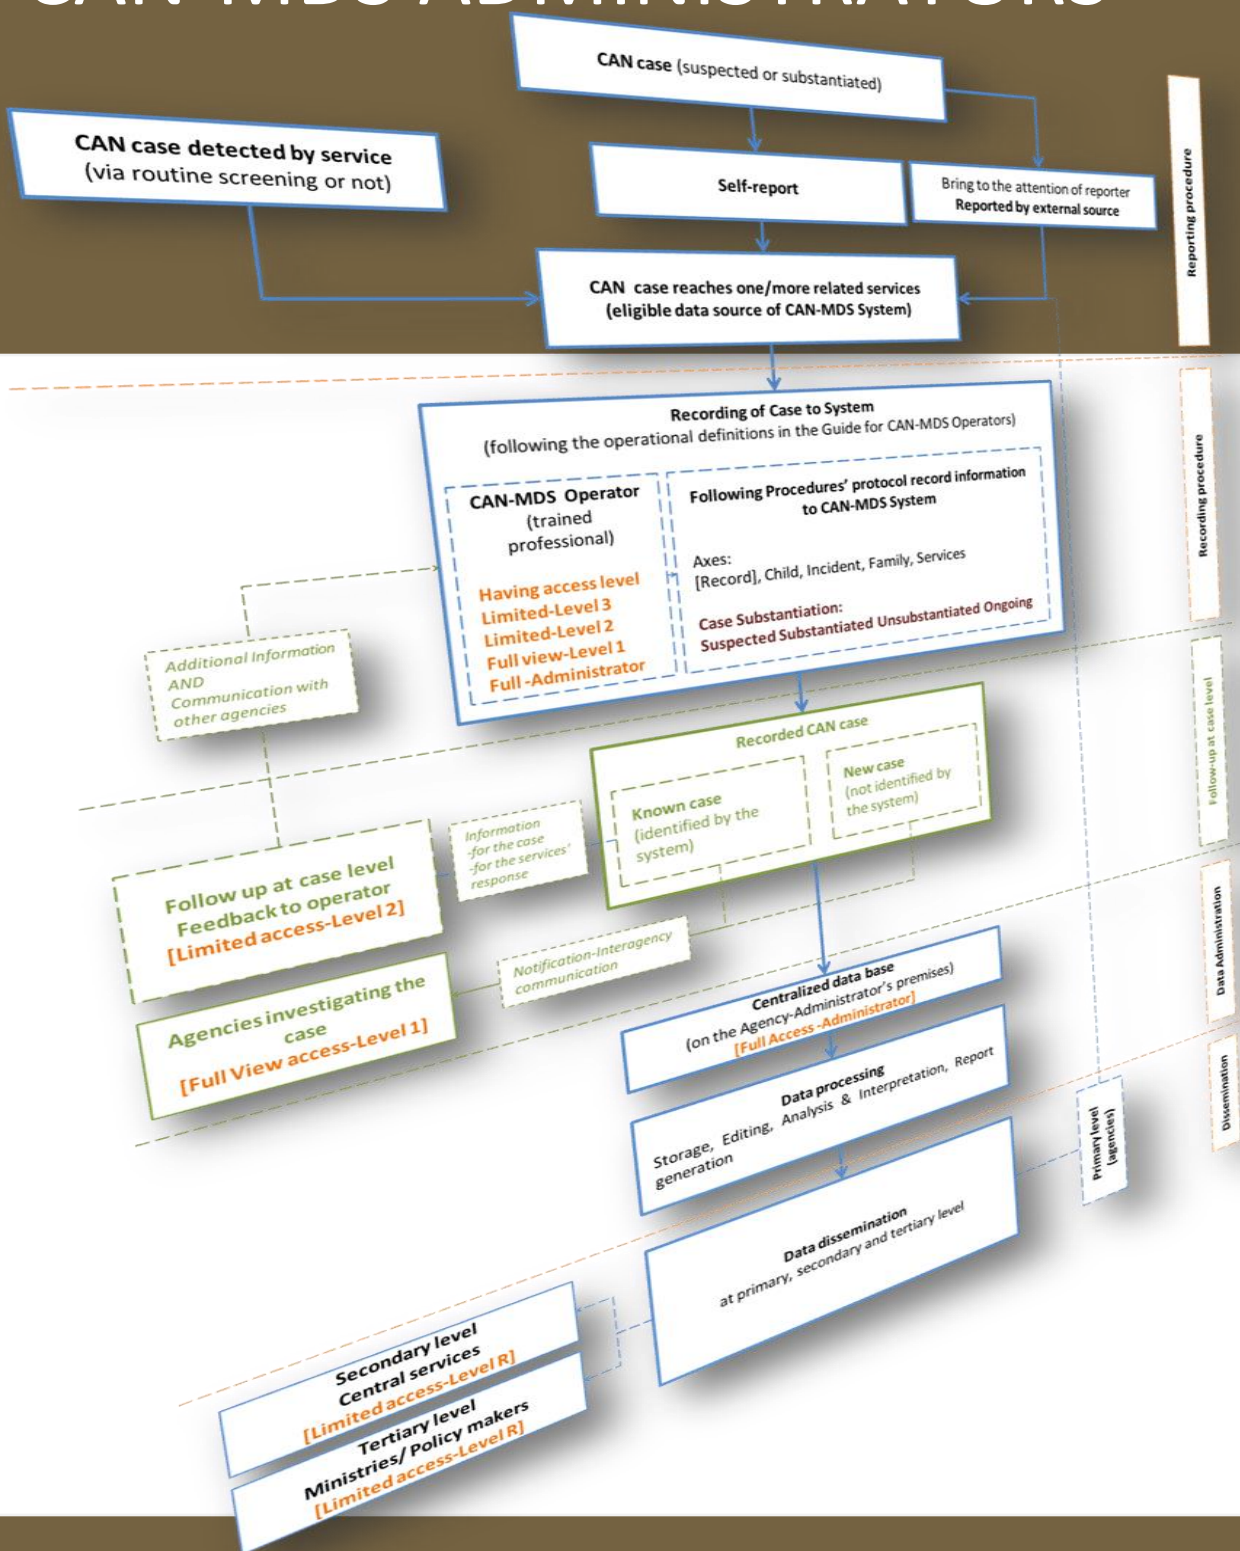 CAN-MDS ADMINISTRATORS
CAN case (suspected or substantiated)
CAN case detected by service
(via routine screening or not)
Self-report
Bring to the attention of reporter
Reported by external source
Reporting procedure
CAN case reaches one/more related services
(eligible data source of CAN-MDS System)
Recording of Case to System
(following the operational definitions in the Guide for CAN-MDS Operators)
Recording procedure
CAN-MDS Operator
(trained
professional)
Having access level
Limited-Level 3
Limited-Level 2
Full view-Level 1
Full -Administrator
Following Procedures' protocol record information
to CAN-MDS System
Axes:
[Record], Child, Incident, Family, Services
Case Substantiation:
Suspected Substantiated Unsubstantiated Ongoing
Additional Information
AND
Communication with
other agencies
Follow-up at case level
Recorded CAN case
Known case
(identified by the
system)
New case
(not identified by
the system)
Information
-for the case
-for the services'
response
Follow up at case level
Feedback to operator
[Limited access-Level 2]
Notification-Interagency
communication
Agencies investigating the
case
[Full View access-Level 1]
Data Administration
Centralized data base
(on the Agency-Administrator's premises)
[Full Access -Administrator]
Data processing
Storage, Editing, Analysis & Interpretation, Report
generation
Dissemination
Primary level
(agencies)
Data dissemination
at primary, secondary and tertiary level
Secondary level
Central services
[Limited access-Level R]
Tertiary level
Ministries/ Policy makers
[Limited access-Level R]